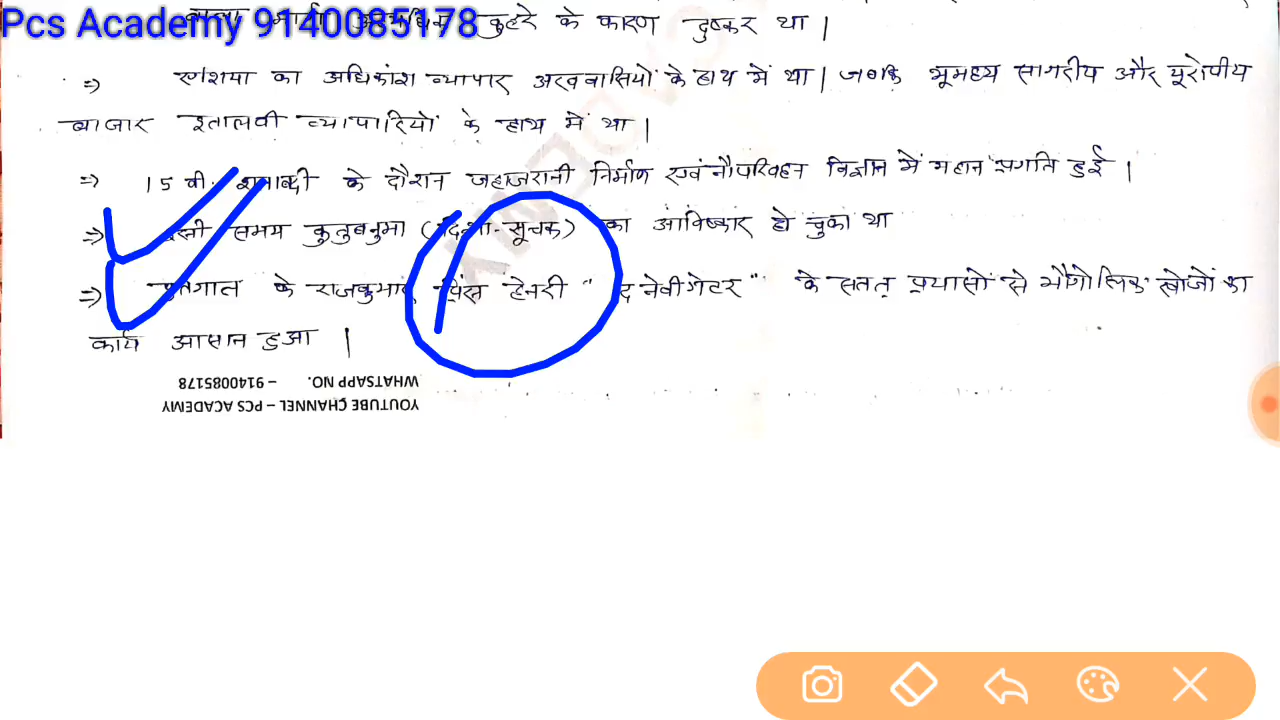 वाला मार्ग अत्यधिक कुहरे के कारण दुष्कर था |
Pcs Academy 9140085178
⇒ एशिया का अधिकांश व्यापार अरबवासियों के हाथ में था | जबकि भूमध्य सागरीय और यूरोपीय
बाजार इतालवी व्यापारियों के हाथ में था |
⇒ 15 वी. शताब्दी के दौरान जहाजरानी निर्माण एवं नौपरिवहन विज्ञान में महान प्रगति हुई |
⇒ इसी समय कुतुबनुमा (दिशा-सूचक) का आविष्कार हो चुका था
⇒ पुर्तगाल के राजकुमार प्रिंस हेनरी " द नेवीगेटर " के सतत् प्रयासों से भौगोलिक खोजों का
कार्य आसान हुआ |
WHATSAPP NO. – 9140085178
YOUTUBE CHANNEL – PCS ACADEMY